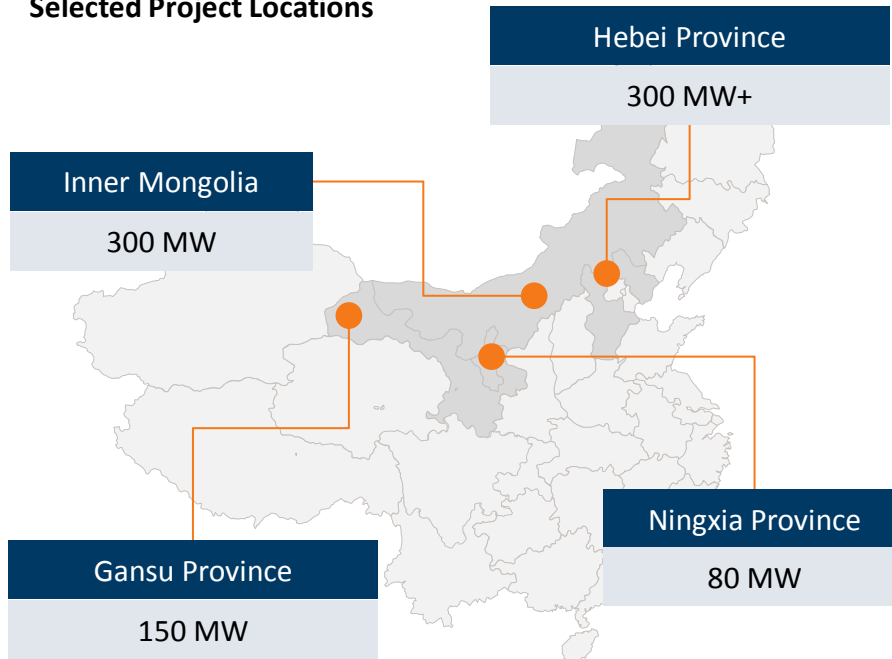 Selected Project Locations
Hebei Province
300 MW+
Inner Mongolia
300 MW
Ningxia Province
80 MW
Gansu Province
150 MW